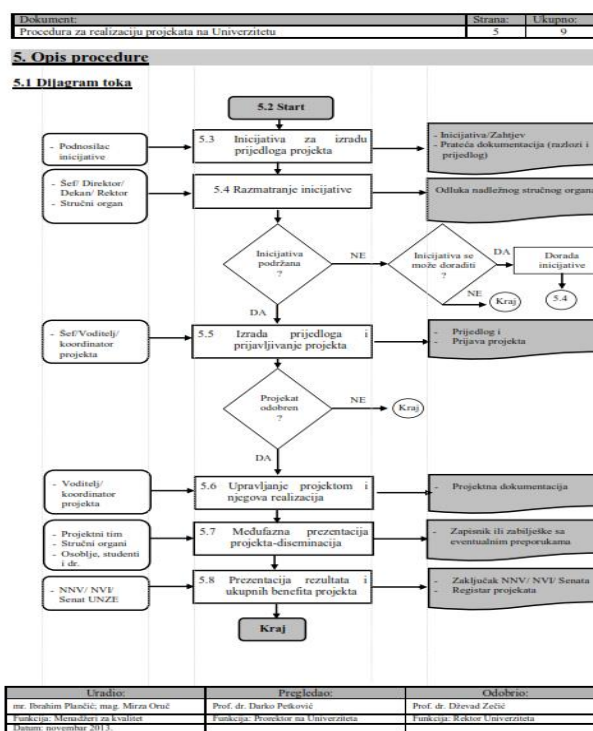 Dokument: Strana: Ukupno:
Procedura za realizaciju projekata na Univerzitetu 5 9
5. Opis procedure
5.1 Dijagram toka
5.2 Start
- Podnosilac
inicijative
5.3 Inicijativa za izradu
prijedloga projekta
- Inicijativa/Zahtjev
- Prateća dokumentacija (razlozi i
prijedlog)
- Šef/ Direktor/
Dekan/ Rektor
- Stručni organ
5.4 Razmatranje inicijative
Odluka nadležnog stručnog organa
Inicijativa
podržana
?
NE
Inicijativa se
može doraditi
?
DA
Dorada
inicijative
NE
Kraj
5.4
DA
- Šef/Voditelj/
koordinator
projekta
5.5 Izrada prijedloga i
prijavljivanje projekta
- Prijedlog i
- Prijava projekta
Projekat
odobren
?
NE
Kraj
DA
- Voditelj/
koordinator
projekta
5.6 Upravljanje projektom i
njegova realizacija
- Projektna dokumentacija
- Projektni tim
- Stručni organi
- Osoblje, studenti
i dr.
5.7 Međufazna prezentacija
projekta-diseminacija
- Zapisnik ili zabilješke sa
eventualnim preporukama
- NNV/ NVI/
Senat UNZE
5.8 Prezentacija rezultata i
ukupnih benefita projekta
- Zaključak NNV/ NVI/ Senata
- Registar projekata
Kraj
Uradio: Pregledao: Odobrio:
mr. Ibrahim Plančić; mag. Mirza Oruč Prof. dr. Darko Petković Prof. dr. Dževad Zečić
Funkcija: Menadžeri za kvalitet Funkcija: Prorektor na Univerziteta Funkcija: Rektor Univerziteta
Datum: novembar 2013.